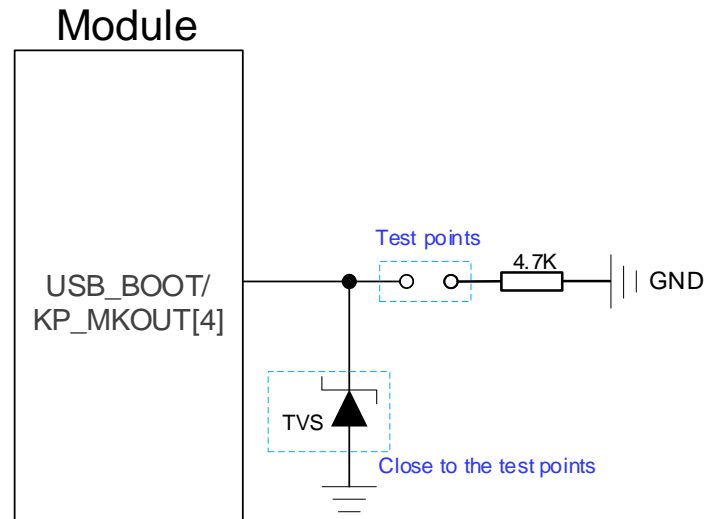 Module
USB_BOOT/
KP_MKOUT[4]
Test points
4.7K
GND
TVS
Close to the test points